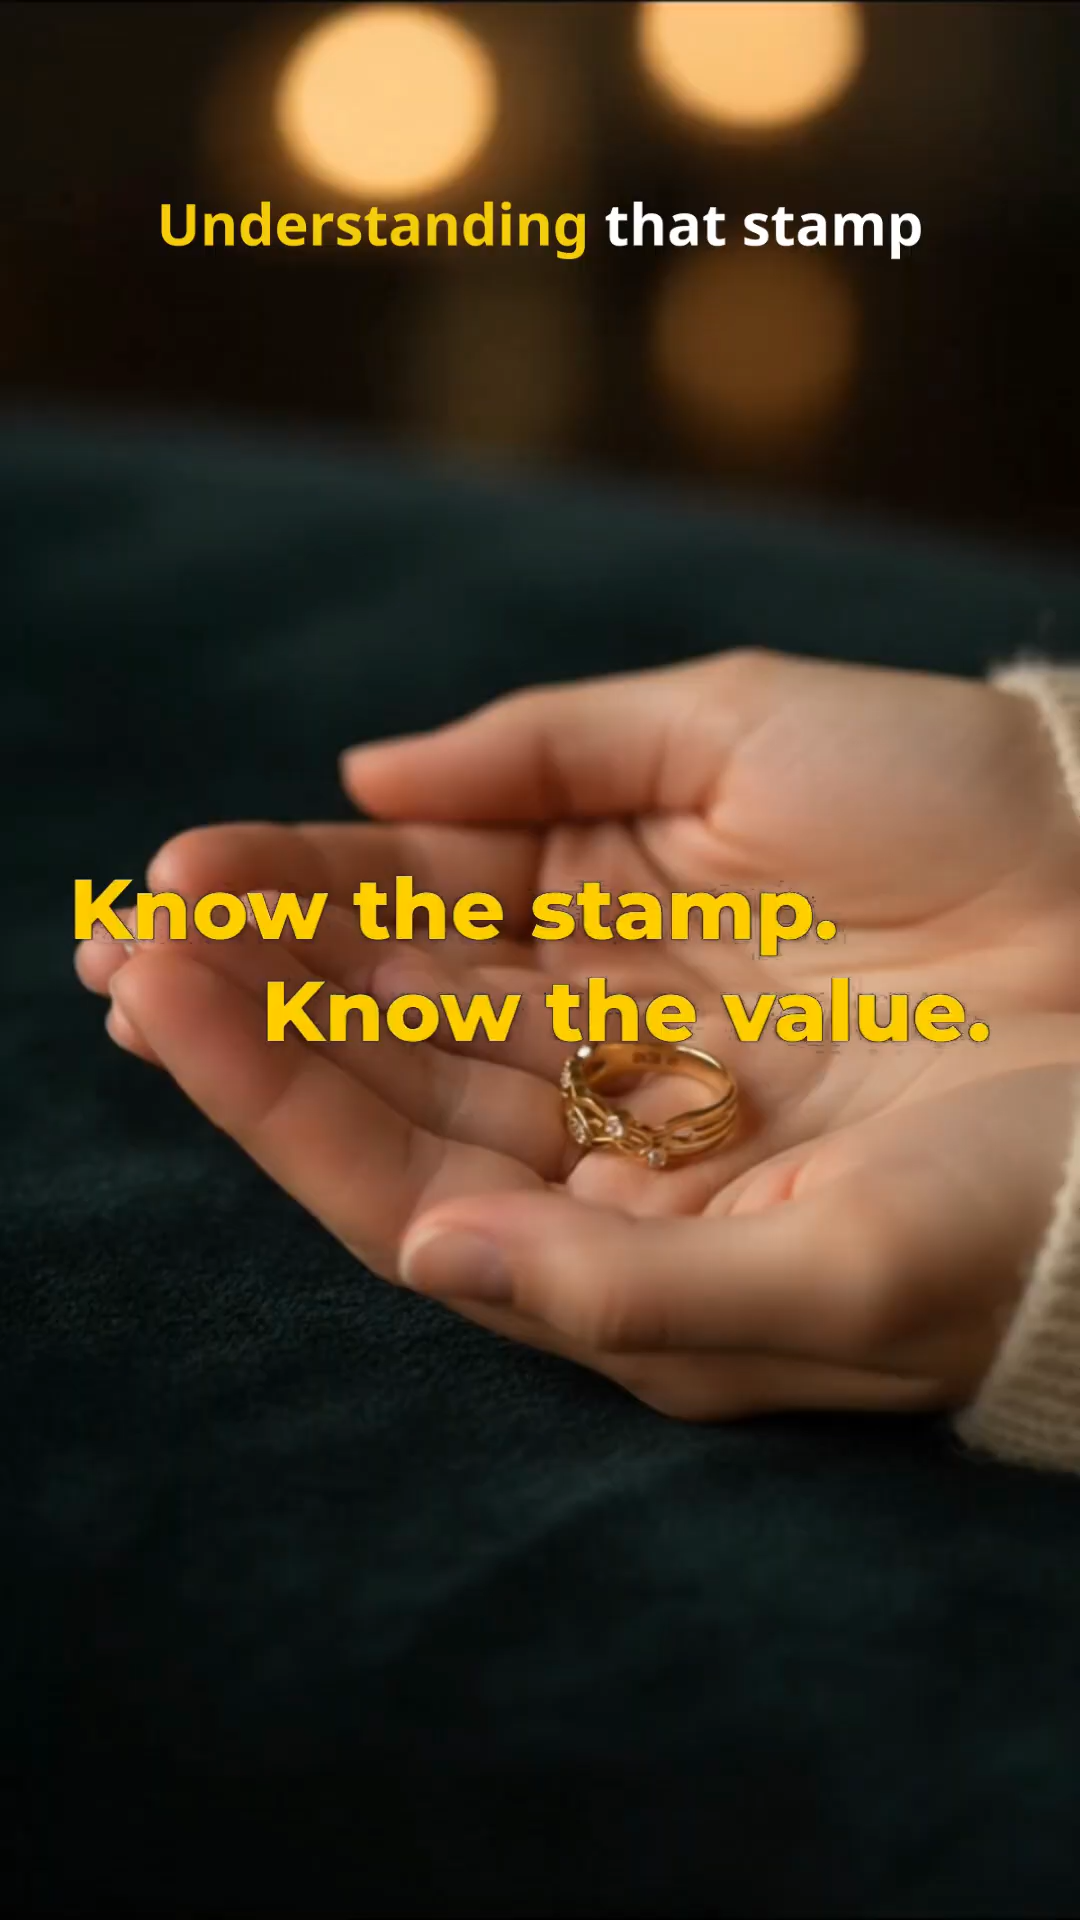 Understanding that stamp
Know the stamp.
Know the value.